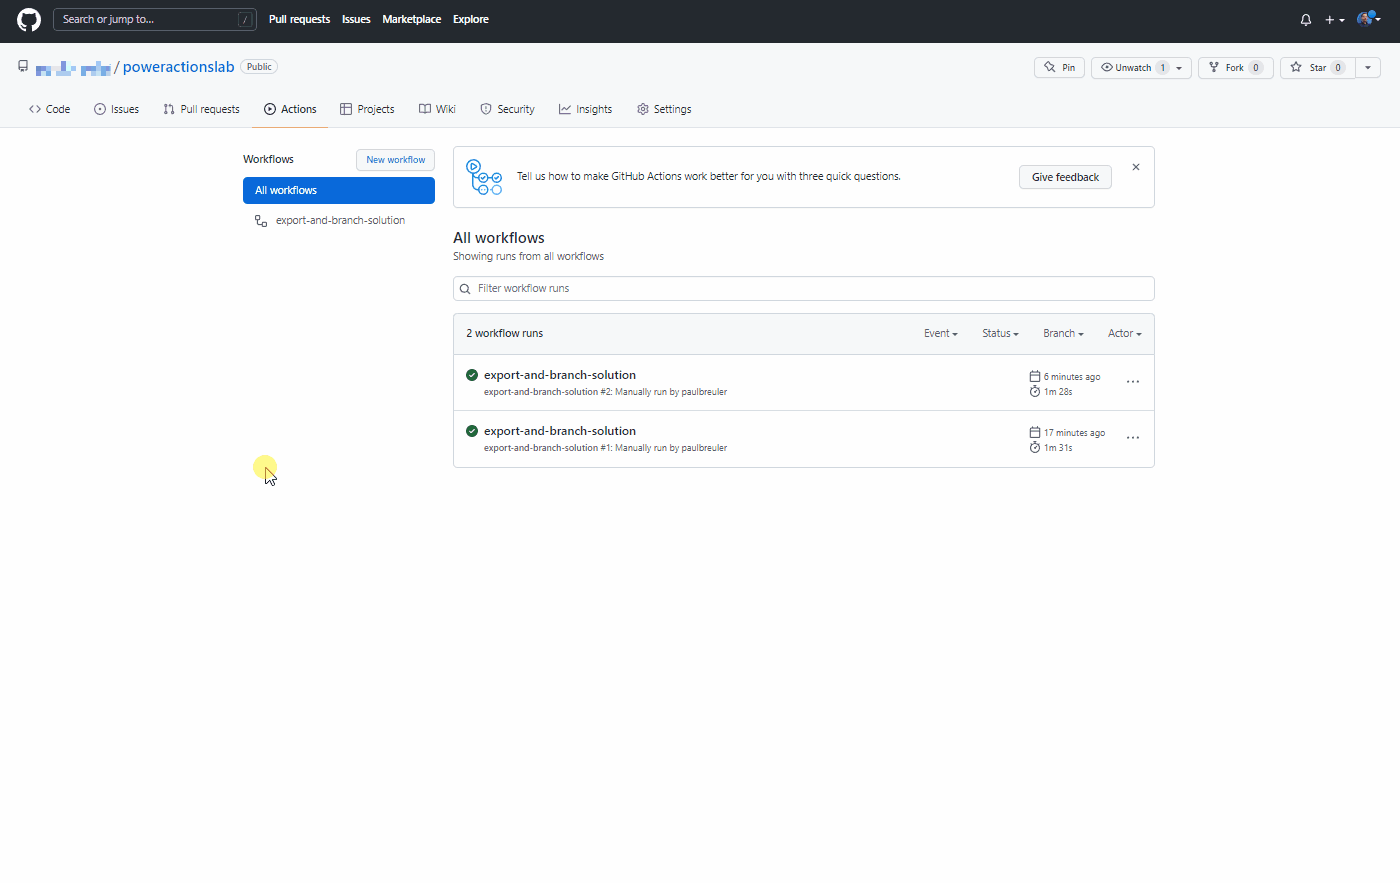 Search or jump to... /
Pull requests Issues Marketplace Explore
/ poweractionslab Public
Pin Unwatch 1 Fork 0 Star 0
Code Issues Pull requests Actions Projects Wiki Security Insights Settings
Workflows New workflow
All workflows
export-and-branch-solution
Tell us how to make GitHub Actions work better for you with three quick questions.
Give feedback
All workflows
Showing runs from all workflows
Filter workflow runs
2 workflow runs Event Status Branch Actor
export-and-branch-solution
export-and-branch-solution #2: Manually run by paulbreuler
6 minutes ago
1m 28s
export-and-branch-solution
export-and-branch-solution #1: Manually run by paulbreuler
17 minutes ago
1m 31s